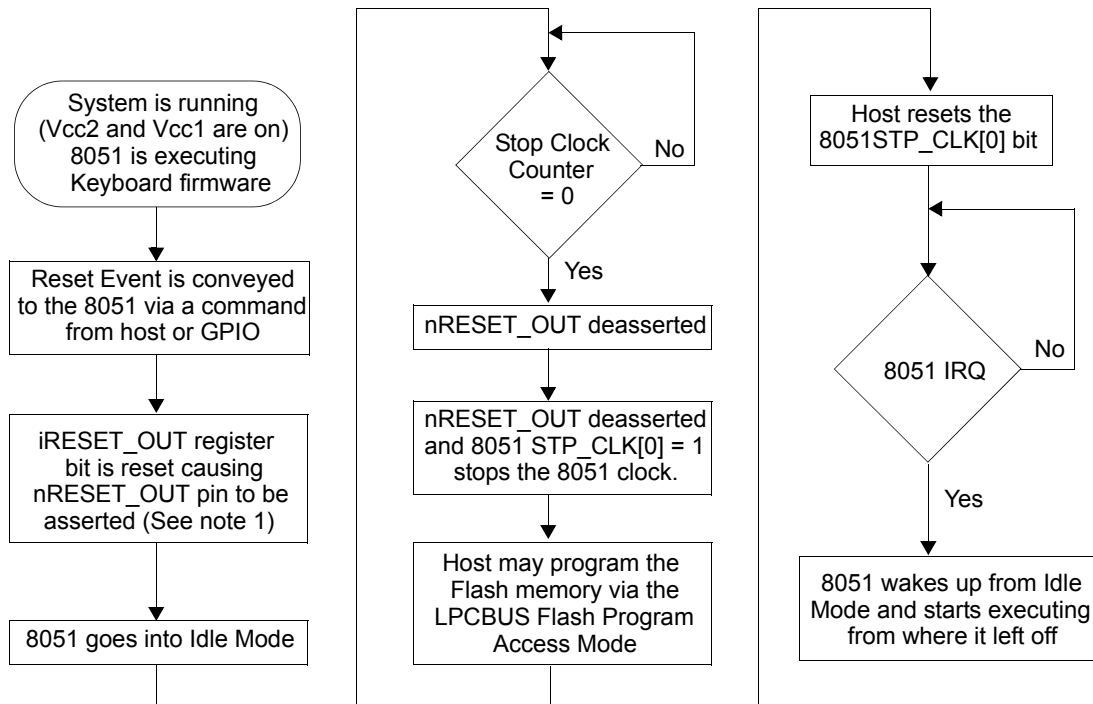 System is running
(Vcc2 and Vcc1 are on)
8051 is executing
Keyboard firmware
Reset Event is conveyed
to the 8051 via a command
from host or GPIO
iRESET_OUT register
bit is reset causing
nRESET_OUT pin to be
asserted (See note 1)
8051 goes into Idle Mode
Stop Clock
Counter
= 0
No
Yes
nRESET_OUT deasserted
nRESET_OUT deasserted
and 8051 STP_CLK[0] = 1
stops the 8051 clock.
Host may program the
Flash memory via the
LPCBUS Flash Program
Access Mode
Host resets the
8051STP_CLK[0] bit
8051 IRQ
No
Yes
8051 wakes up from Idle
Mode and starts executing
from where it left off